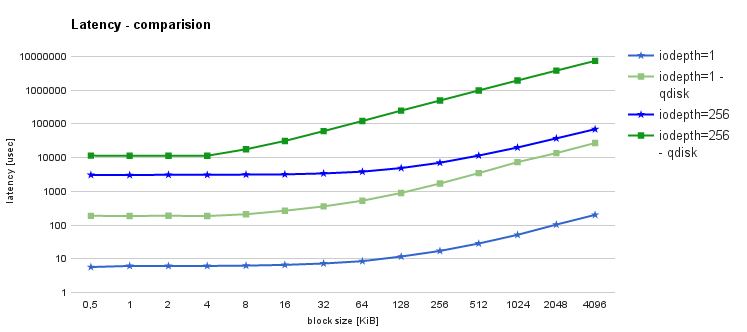 Latency - comparision
10000000
1000000
100000
10000
1000
100
10
1
latency [usec]
0,5 1 2 4 8 16 32 64 128 256 512 1024 2048 4096
block size [KiB]
iodepth=1
iodepth=1 -
qdisk
iodepth=256
iodepth=256
- qdisk